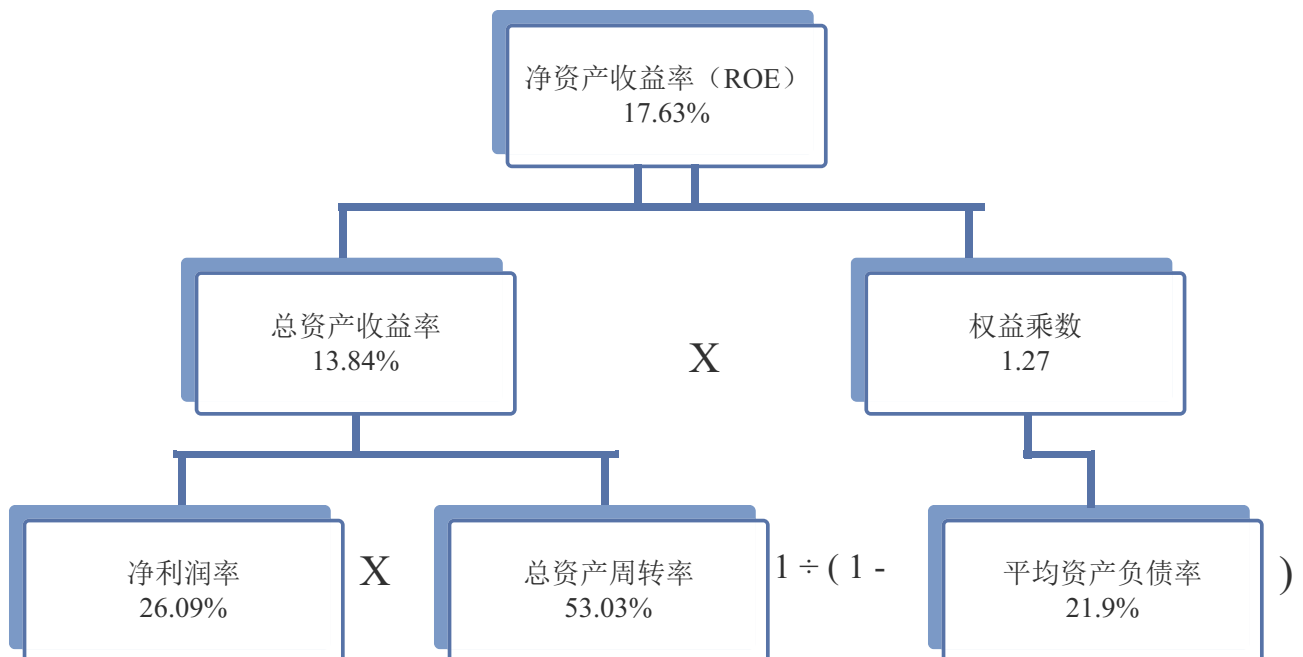 净资产收益率（ROE）
17.63%
总资产收益率
13.84%
X
权益乘数
1.27
净利润率
26.09%
X
总资产周转率
53.03%
1 ÷ ( 1 -
平均资产负债率
21.9%
)